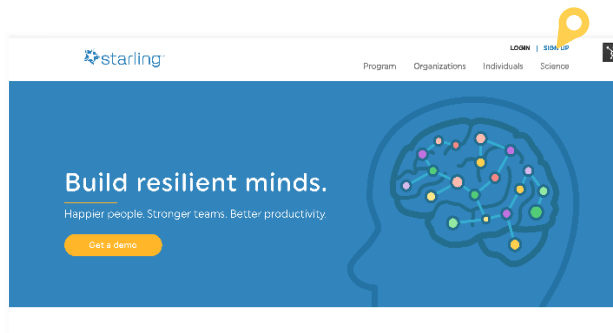 LOGIN | SIGN UP
starling
Program Organizations Individuals Science
Build resilient minds.
Happier people. Stronger teams. Better productivity.
Get a demo